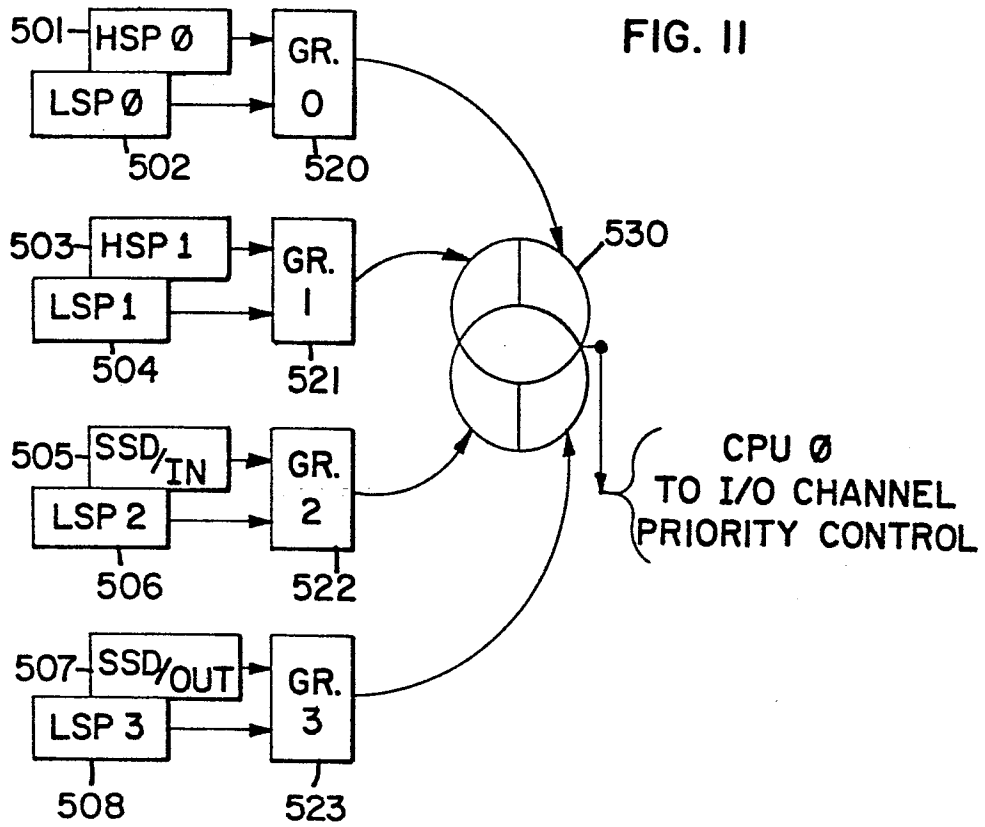 FIG. 11
501
HSP Ø
LSP Ø
502
GR.
0
520
503
HSP 1
LSP 1
504
GR.
1
521
530
505
SSD/IN
LSP 2
506
GR.
2
522
CPU Ø
TO I/O CHANNEL
PRIORITY CONTROL
507
SSD/OUT
LSP 3
508
GR.
3
523